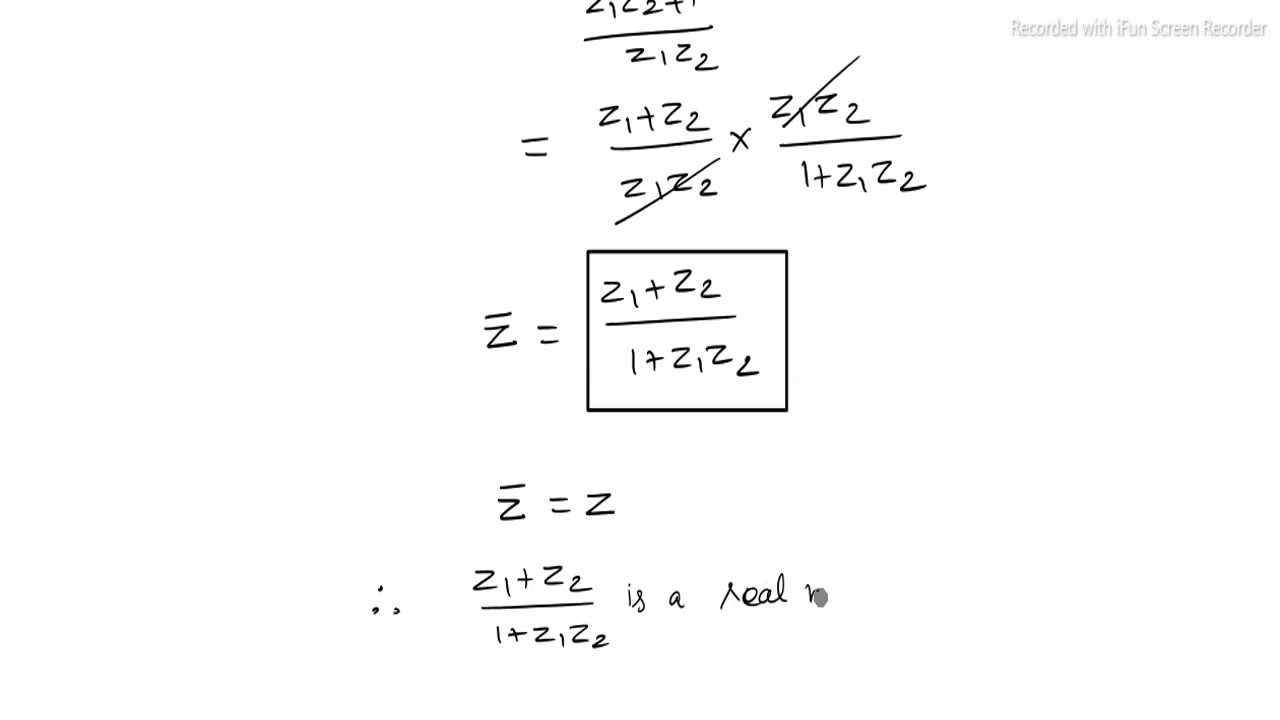 Recorded with iFun Screen Recorder
z₁z₂
= (z₁+z₂)/(z₁z₂) × (z₁z₂)/(1+z₁z₂)
z̄ = (z₁+z₂)/(1+z₁z₂)
z̄ = z
∴ (z₁+z₂)/(1+z₁z₂) is a real